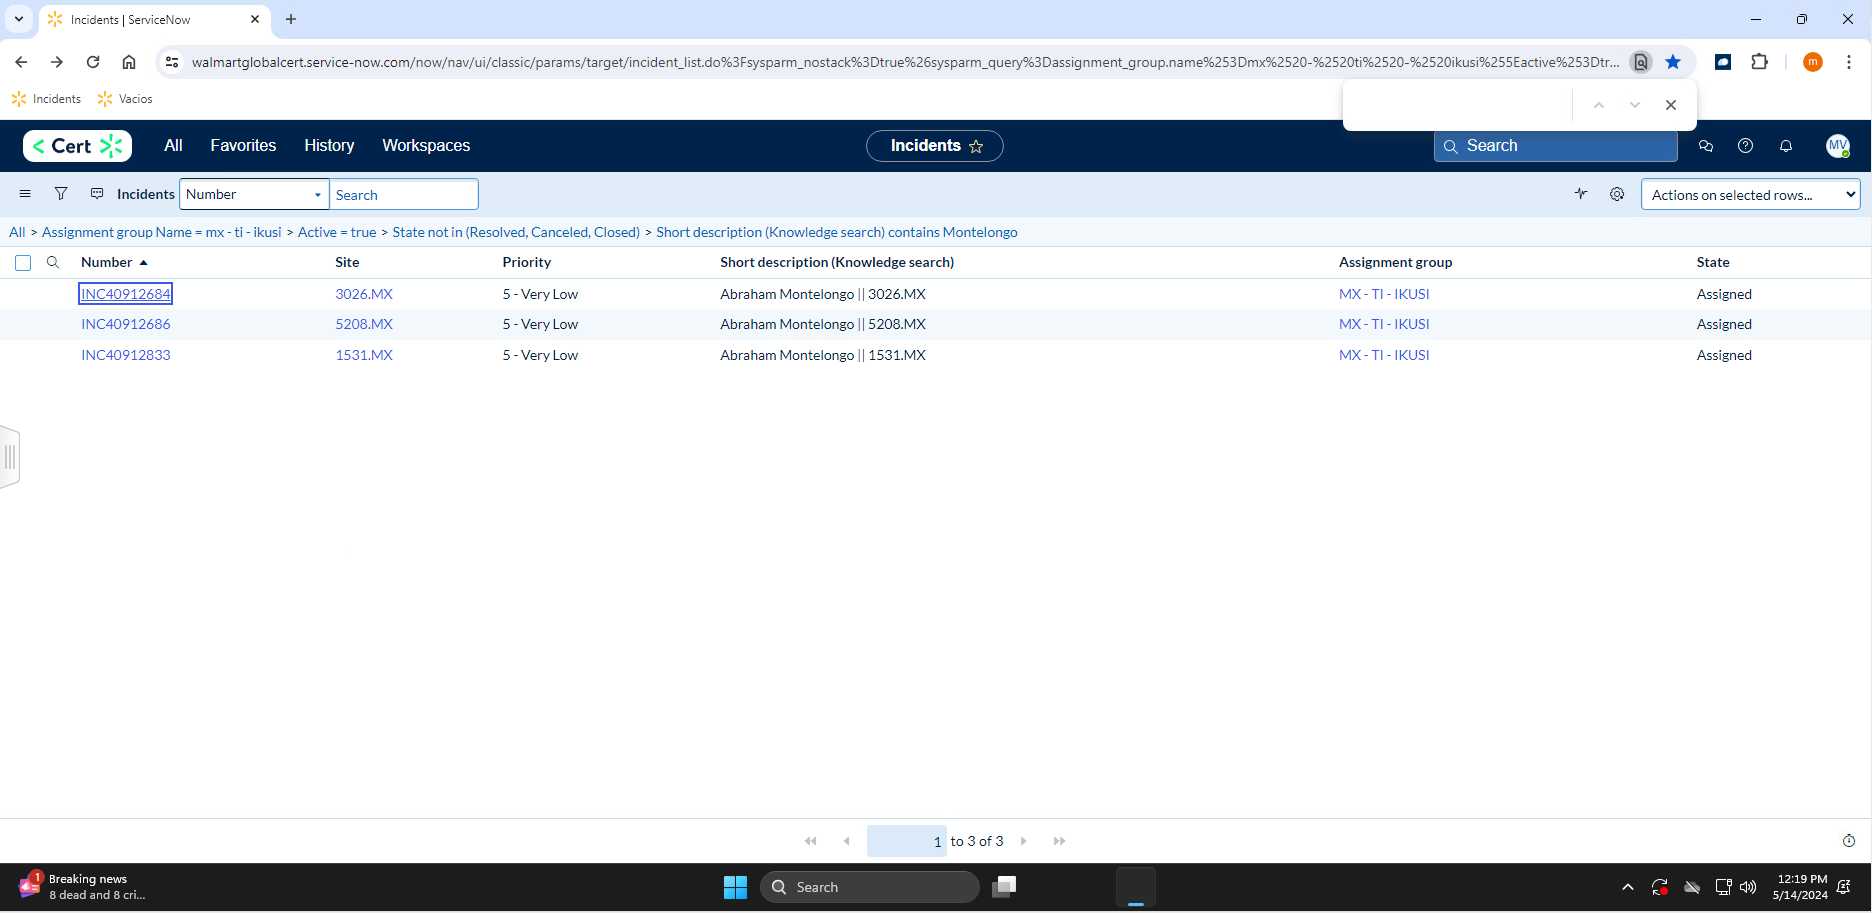 Incidents | ServiceNow
walmartglobalcert.service-now.com/now/nav/ui/classic/params/target/incident_list.do%3Fsysparm_nostack%3Dtrue%26sysparm_query%3Dassignment_group.name%253Dmx%2520-%2520ti%2520-%2520ikusi%255Eactive%253Dtr...
m
Incidents Vacios
Cert All Favorites History Workspaces Incidents Search MV
Incidents Number Search Actions on selected rows...
All > Assignment group Name = mx - ti - ikusi > Active = true > State not in (Resolved, Canceled, Closed) > Short description (Knowledge search) contains Montelongo
Number Site Priority Short description (Knowledge search) Assignment group State
INC40912684 3026.MX 5 - Very Low Abraham Montelongo || 3026.MX MX - TI - IKUSI Assigned
INC40912686 5208.MX 5 - Very Low Abraham Montelongo || 5208.MX MX - TI - IKUSI Assigned
INC40912833 1531.MX 5 - Very Low Abraham Montelongo || 1531.MX MX - TI - IKUSI Assigned
1 to 3 of 3
1 Breaking news
8 dead and 8 cri...
Search
12:19 PM
5/14/2024